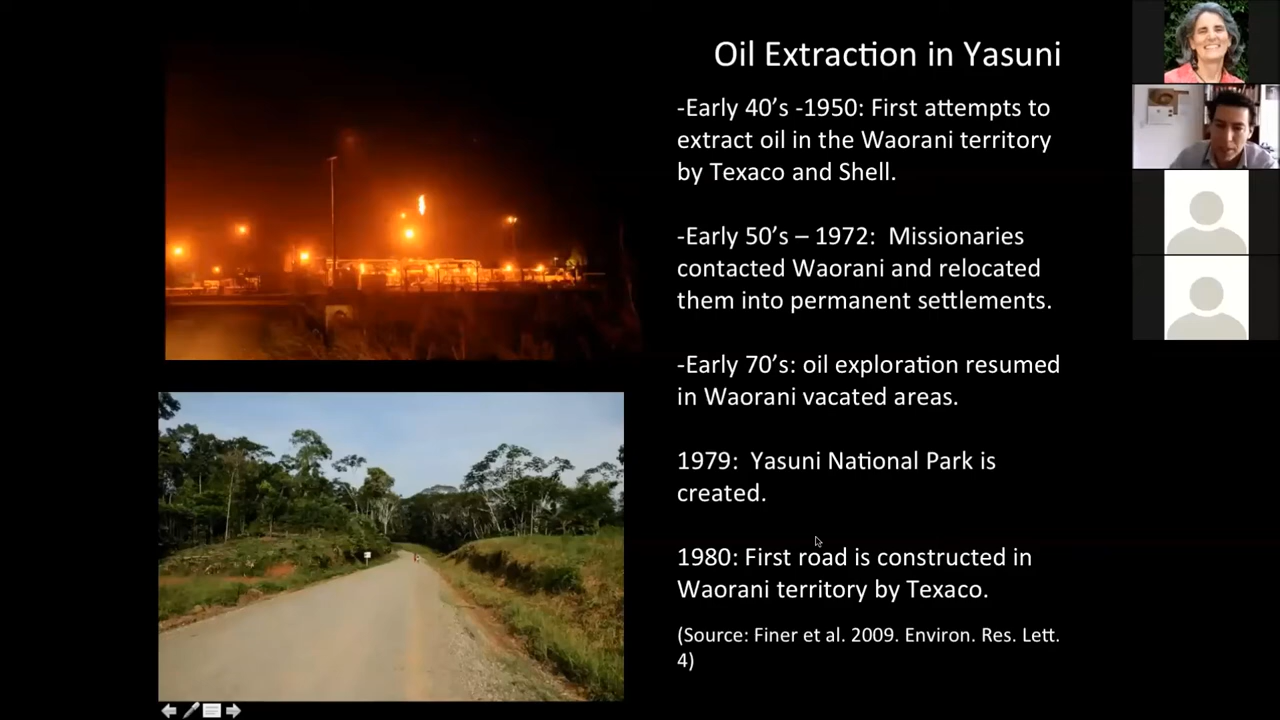 Oil Extraction in Yasuni
-Early 40’s -1950: First attempts to
extract oil in the Waorani territory
by Texaco and Shell.
-Early 50’s – 1972:  Missionaries
contacted Waorani and relocated
them into permanent settlements.
-Early 70’s: oil exploration resumed
in Waorani vacated areas.
1979:  Yasuni National Park is
created.
1980: First road is constructed in
Waorani territory by Texaco.
(Source: Finer et al. 2009. Environ. Res. Lett.
4)